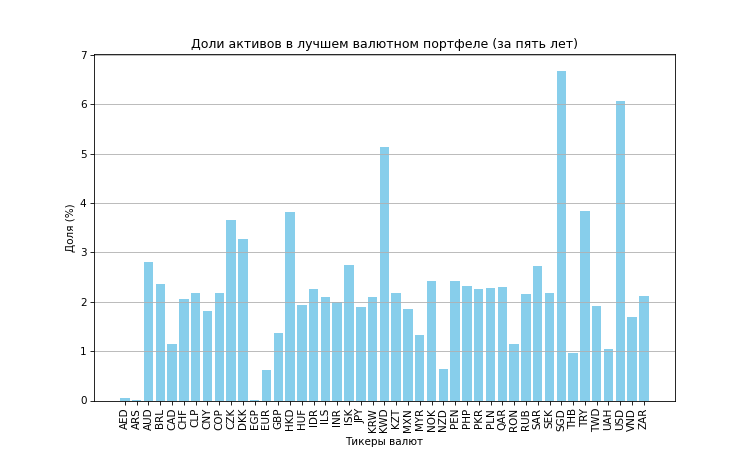 Доли активов в лучшем валютном портфеле (за пять лет)
7
6
5
4
3
2
1
0
Доля (%)
AED ARS AUD BRL CAD CHF CLP CNY COP CZK DKK EGP EUR GBP HKD HUF IDR ILS INR ISK JPY KRW KWD KZT MXN MYR NOK NZD PEN PHP PKR PLN QAR RON RUB SAR SEK SGD THB TRY TWD UAH USD VND ZAR
Тикеры валют